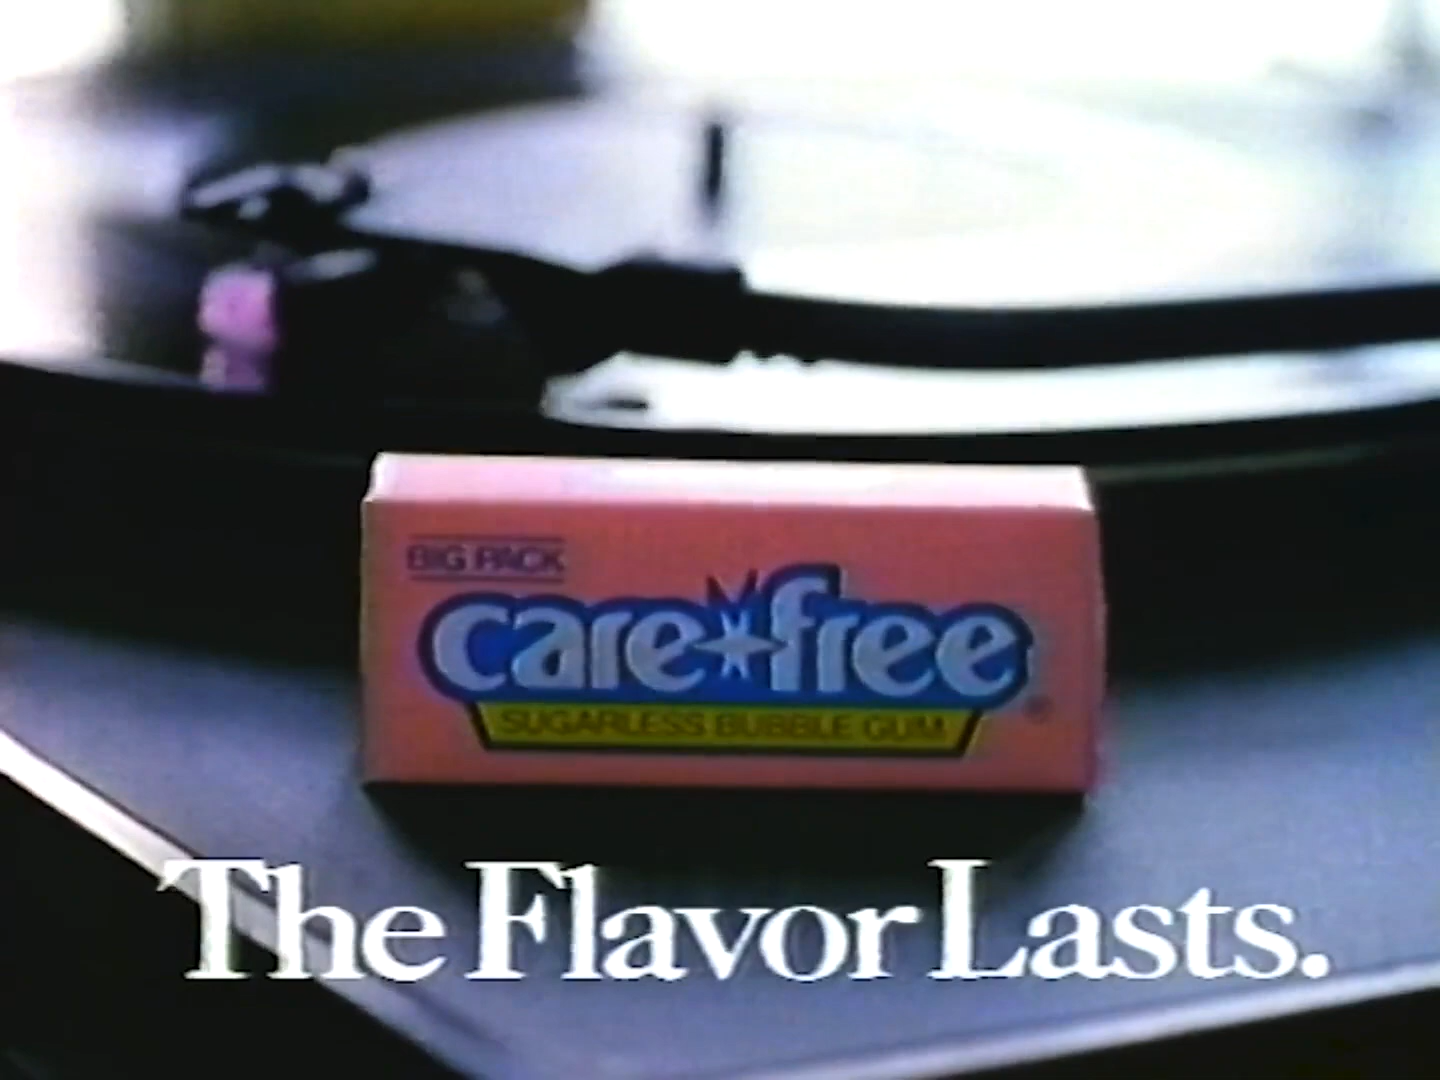 BIG PACK
care*free
SUGARLESS BUBBLE GUM
®
The Flavor Lasts.